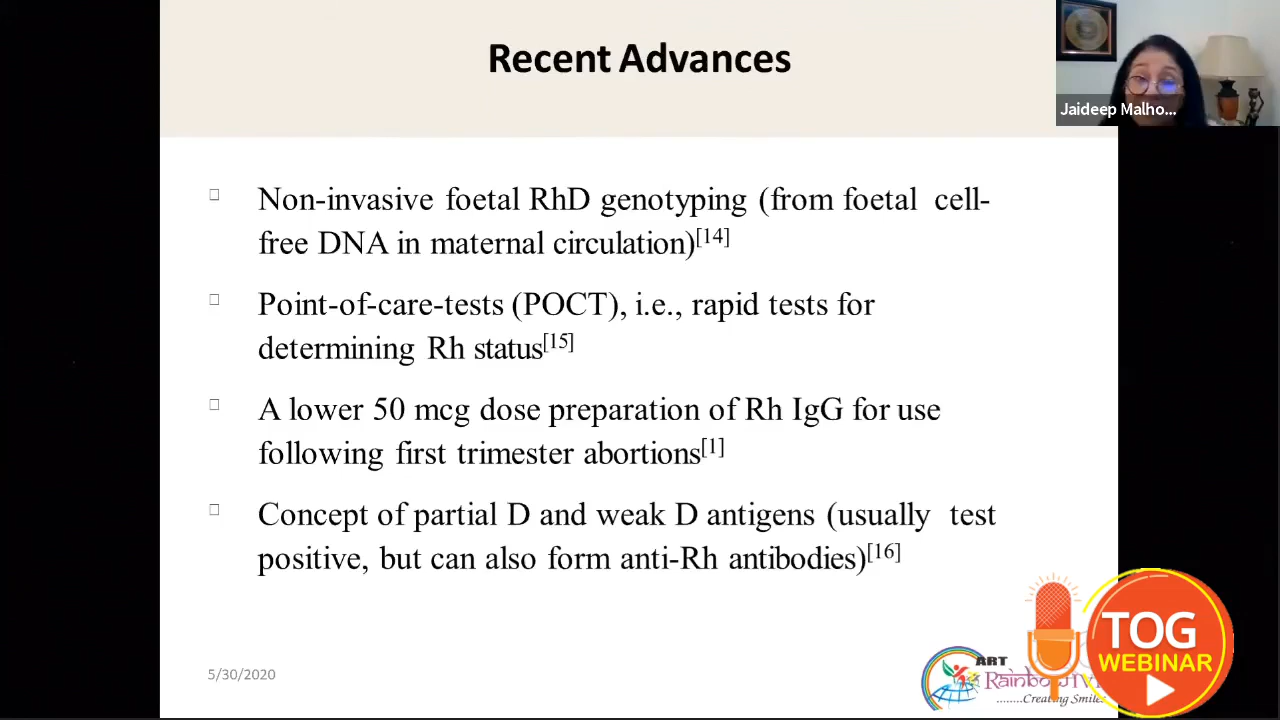 Recent Advances
Jaideep Malho...
Non-invasive foetal RhD genotyping (from foetal cell-
free DNA in maternal circulation)[14]
Point-of-care-tests (POCT), i.e., rapid tests for
determining Rh status[15]
A lower 50 mcg dose preparation of Rh IgG for use
following first trimester abortions[1]
Concept of partial D and weak D antigens (usually test
positive, but can also form anti-Rh antibodies)[16]
5/30/2020
ART
........Creating Smiles
TOG
WEBINAR